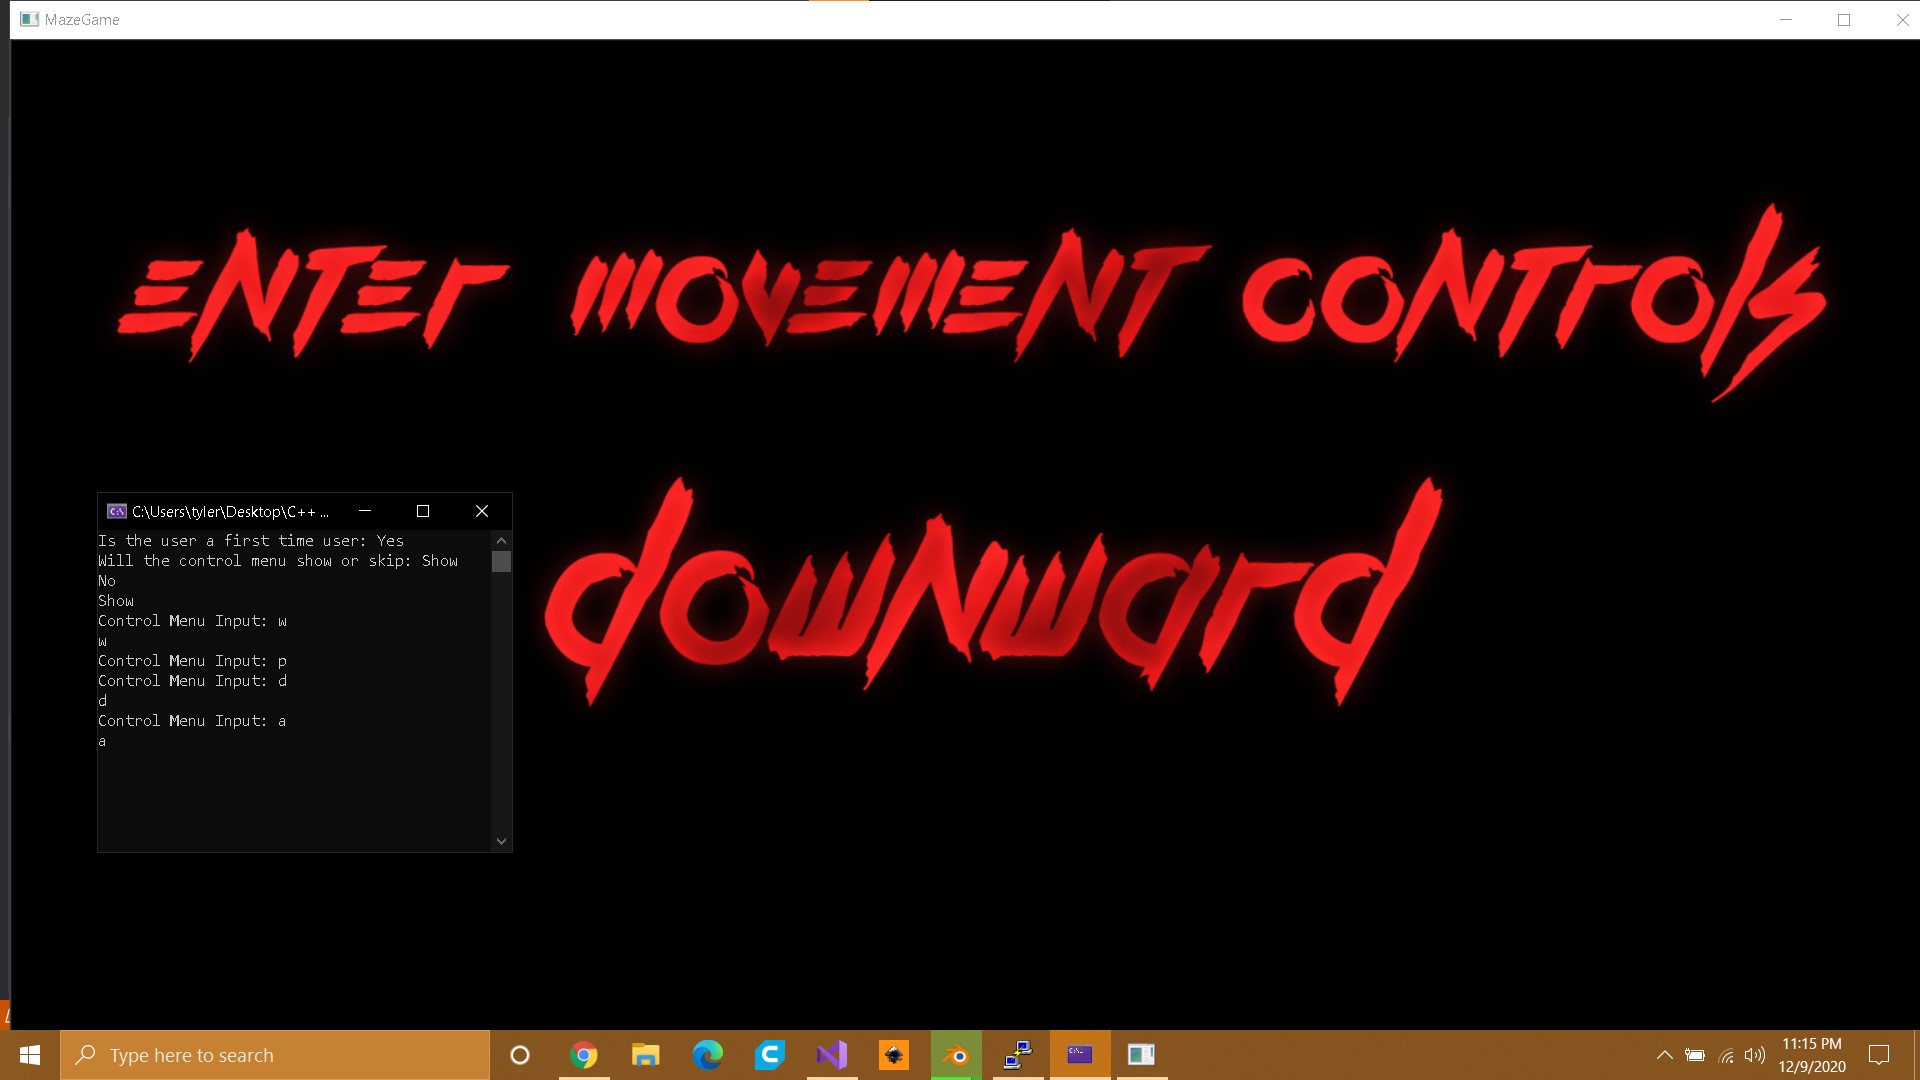 MazeGame
ENTEr mOVEmENT CONTrOls
dOwNwArd
C:\Users\tyler\Desktop\C++ ...
Is the user a first time user: Yes
Will the control menu show or skip: Show
No
Show
Control Menu Input: w
w
Control Menu Input: p
Control Menu Input: d
d
Control Menu Input: a
a
Type here to search
11:15 PM
12/9/2020